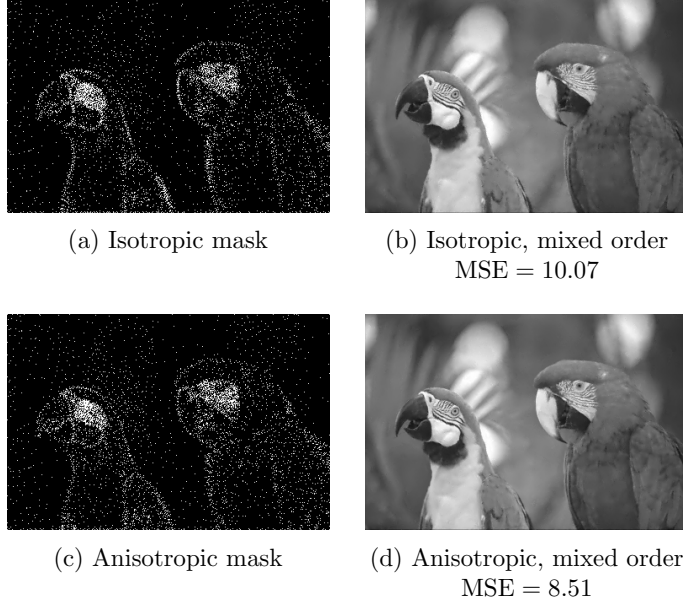 (a) Isotropic mask
(b) Isotropic, mixed order
MSE = 10.07
(c) Anisotropic mask
(d) Anisotropic, mixed order
MSE = 8.51